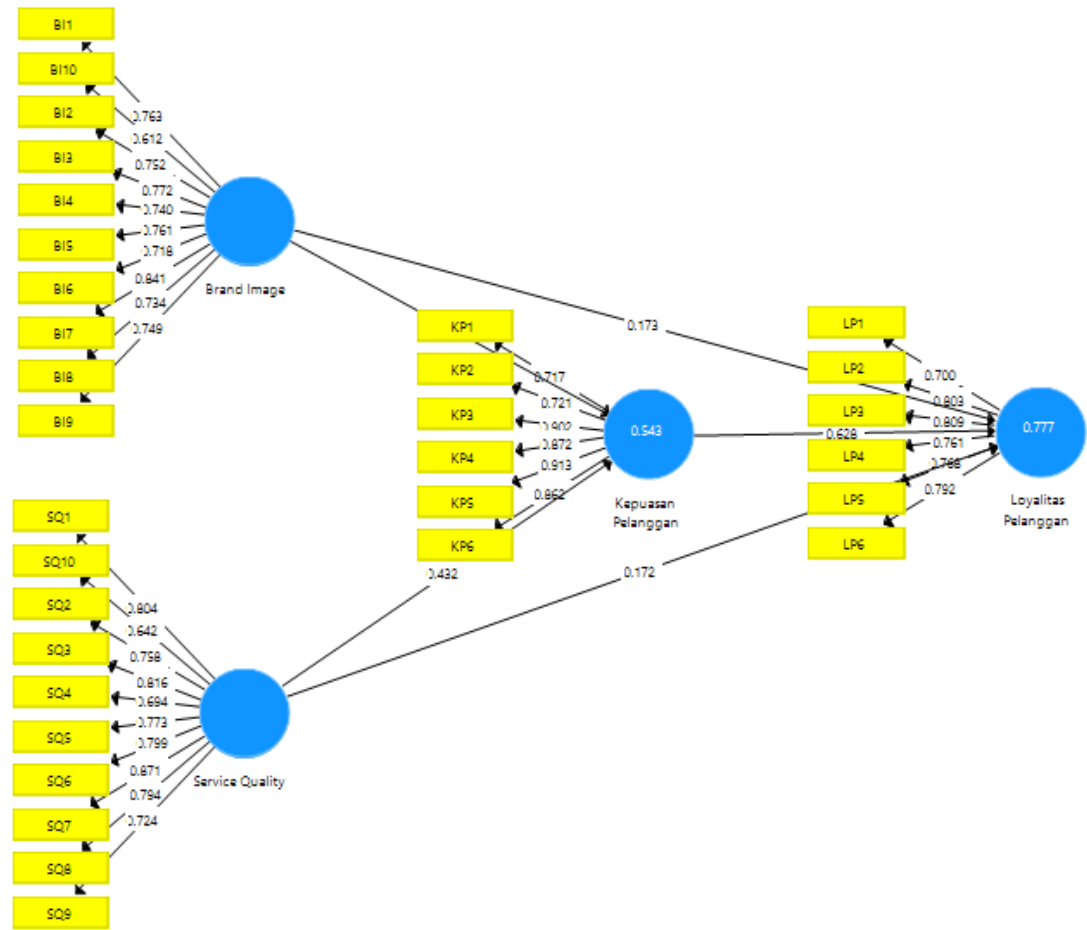 BI1
BI10
BI2
BI3
BI4
BI5
BI6
BI7
BI8
BI9
0.763
0.612
0.752
0.772
0.740
0.761
0.718
0.841
0.734
0.749
Brand Image
SQ1
SQ10
SQ2
SQ3
SQ4
SQ5
SQ6
SQ7
SQ8
SQ9
0.804
0.642
0.758
0.816
0.694
0.773
0.799
0.871
0.794
0.724
Service Quality
KP1
KP2
KP3
KP4
KP5
KP6
0.717
0.721
0.902
0.872
0.913
0.862
0.543
Kepuasan
Pelanggan
0.432
0.173
0.628
0.172
LP1
LP2
LP3
LP4
LP5
LP6
0.700
0.803
0.809
0.761
0.768
0.792
0.777
Loyalitas
Pelanggan